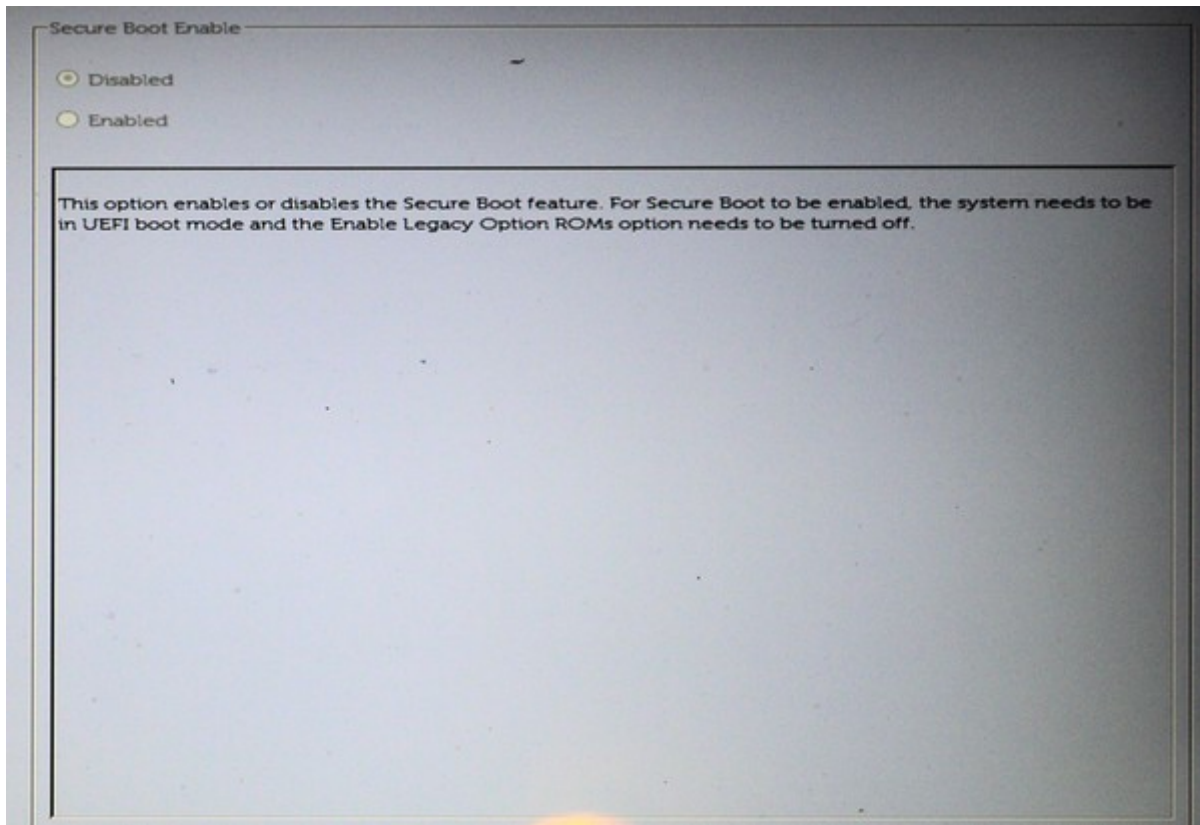 Secure Boot Enable
Disabled
Enabled
This option enables or disables the Secure Boot feature. For Secure Boot to be enabled, the system needs to be
in UEFI boot mode and the Enable Legacy Option ROMs option needs to be turned off.